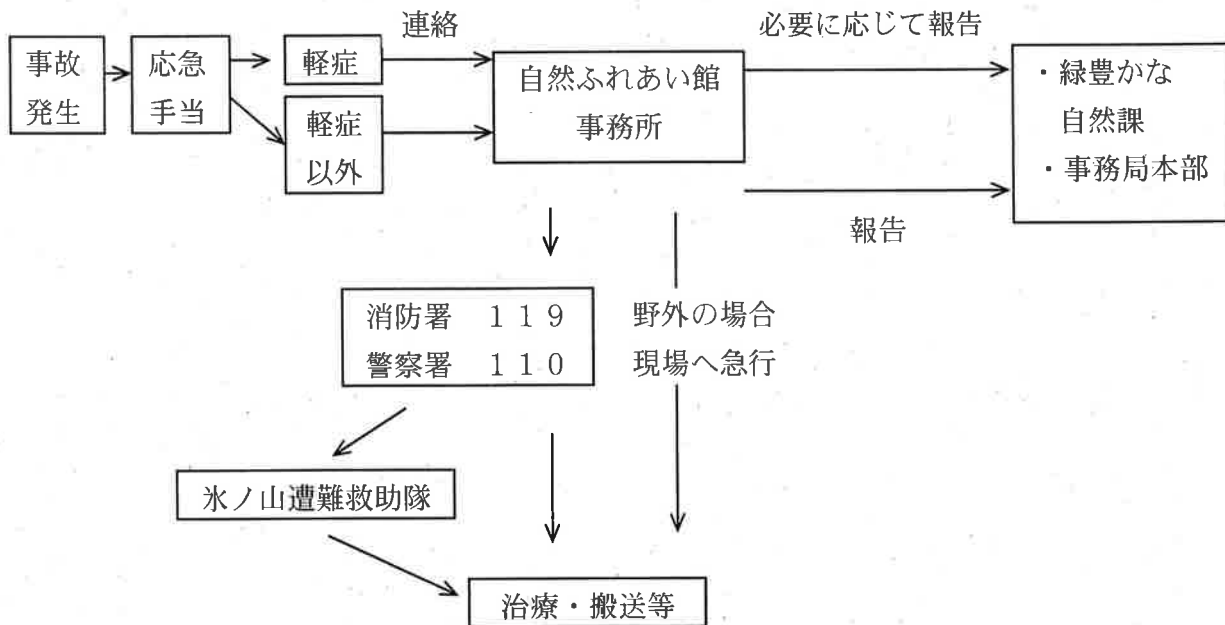 連絡
必要に応じて報告
事故
発生
応急
手当
軽症
軽症
以外
自然ふれあい館
事務所
・緑豊かな
自然課
・事務局本部
報告
消防署 119
警察署 110
野外の場合
現場へ急行
氷ノ山遭難救助隊
治療・搬送等